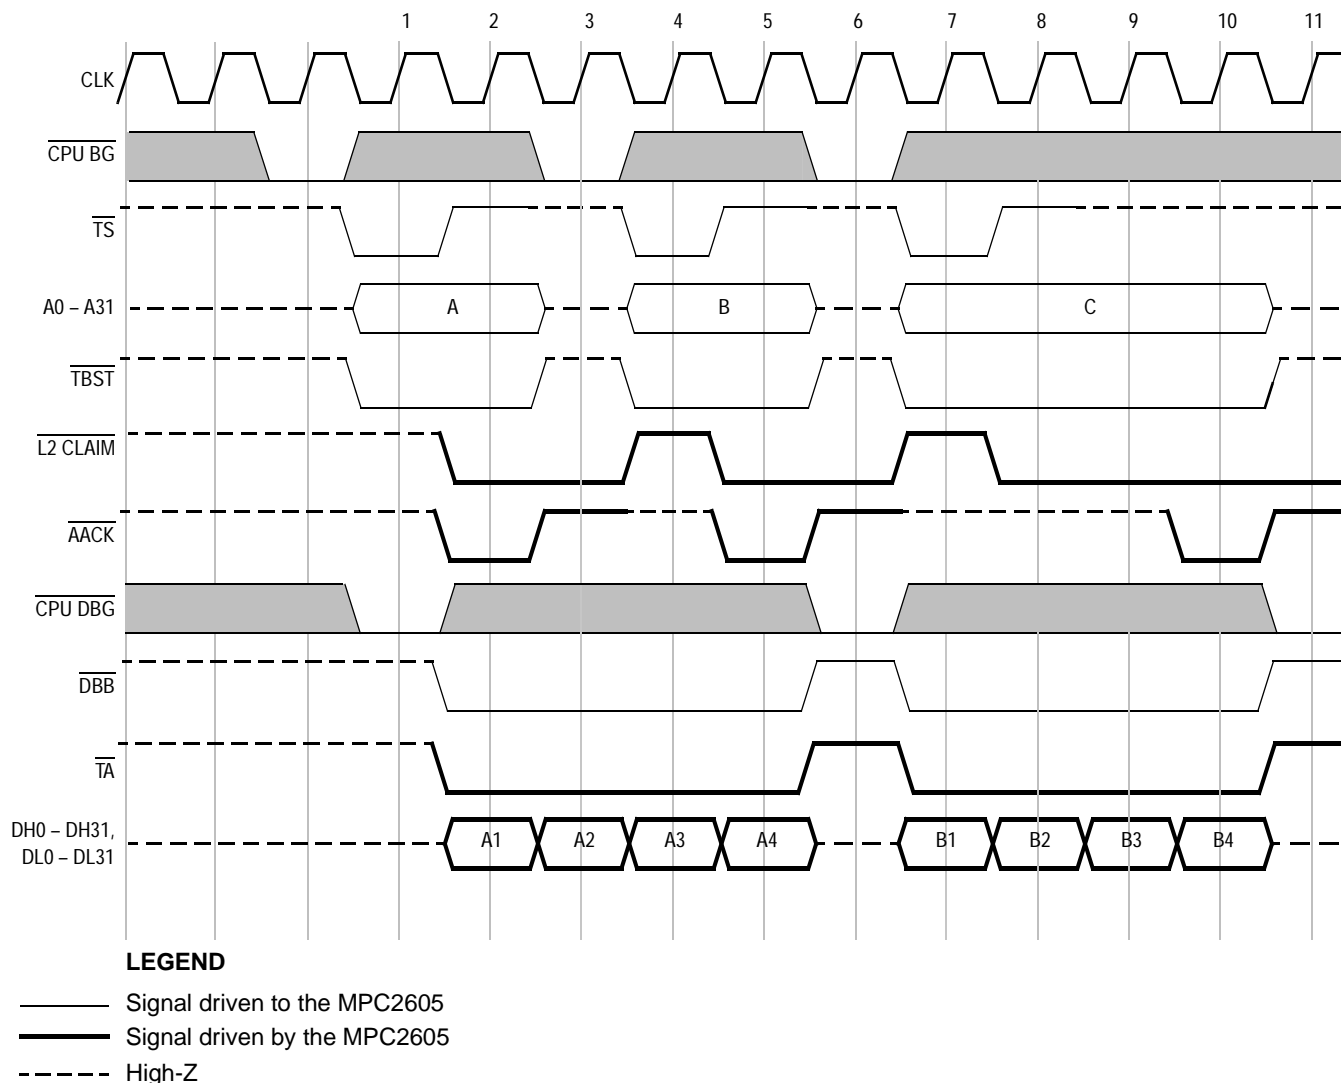 1 2 3 4 5 6 7 8 9 10 11
CLK
CPU BG
TS
A0 – A31 A B C
TBST
L2 CLAIM
AACK
CPU DBG
DBB
TA
DH0 – DH31,
DL0 – DL31
A1 A2 A3 A4 B1 B2 B3 B4
LEGEND
Signal driven to the MPC2605
Signal driven by the MPC2605
High-Z